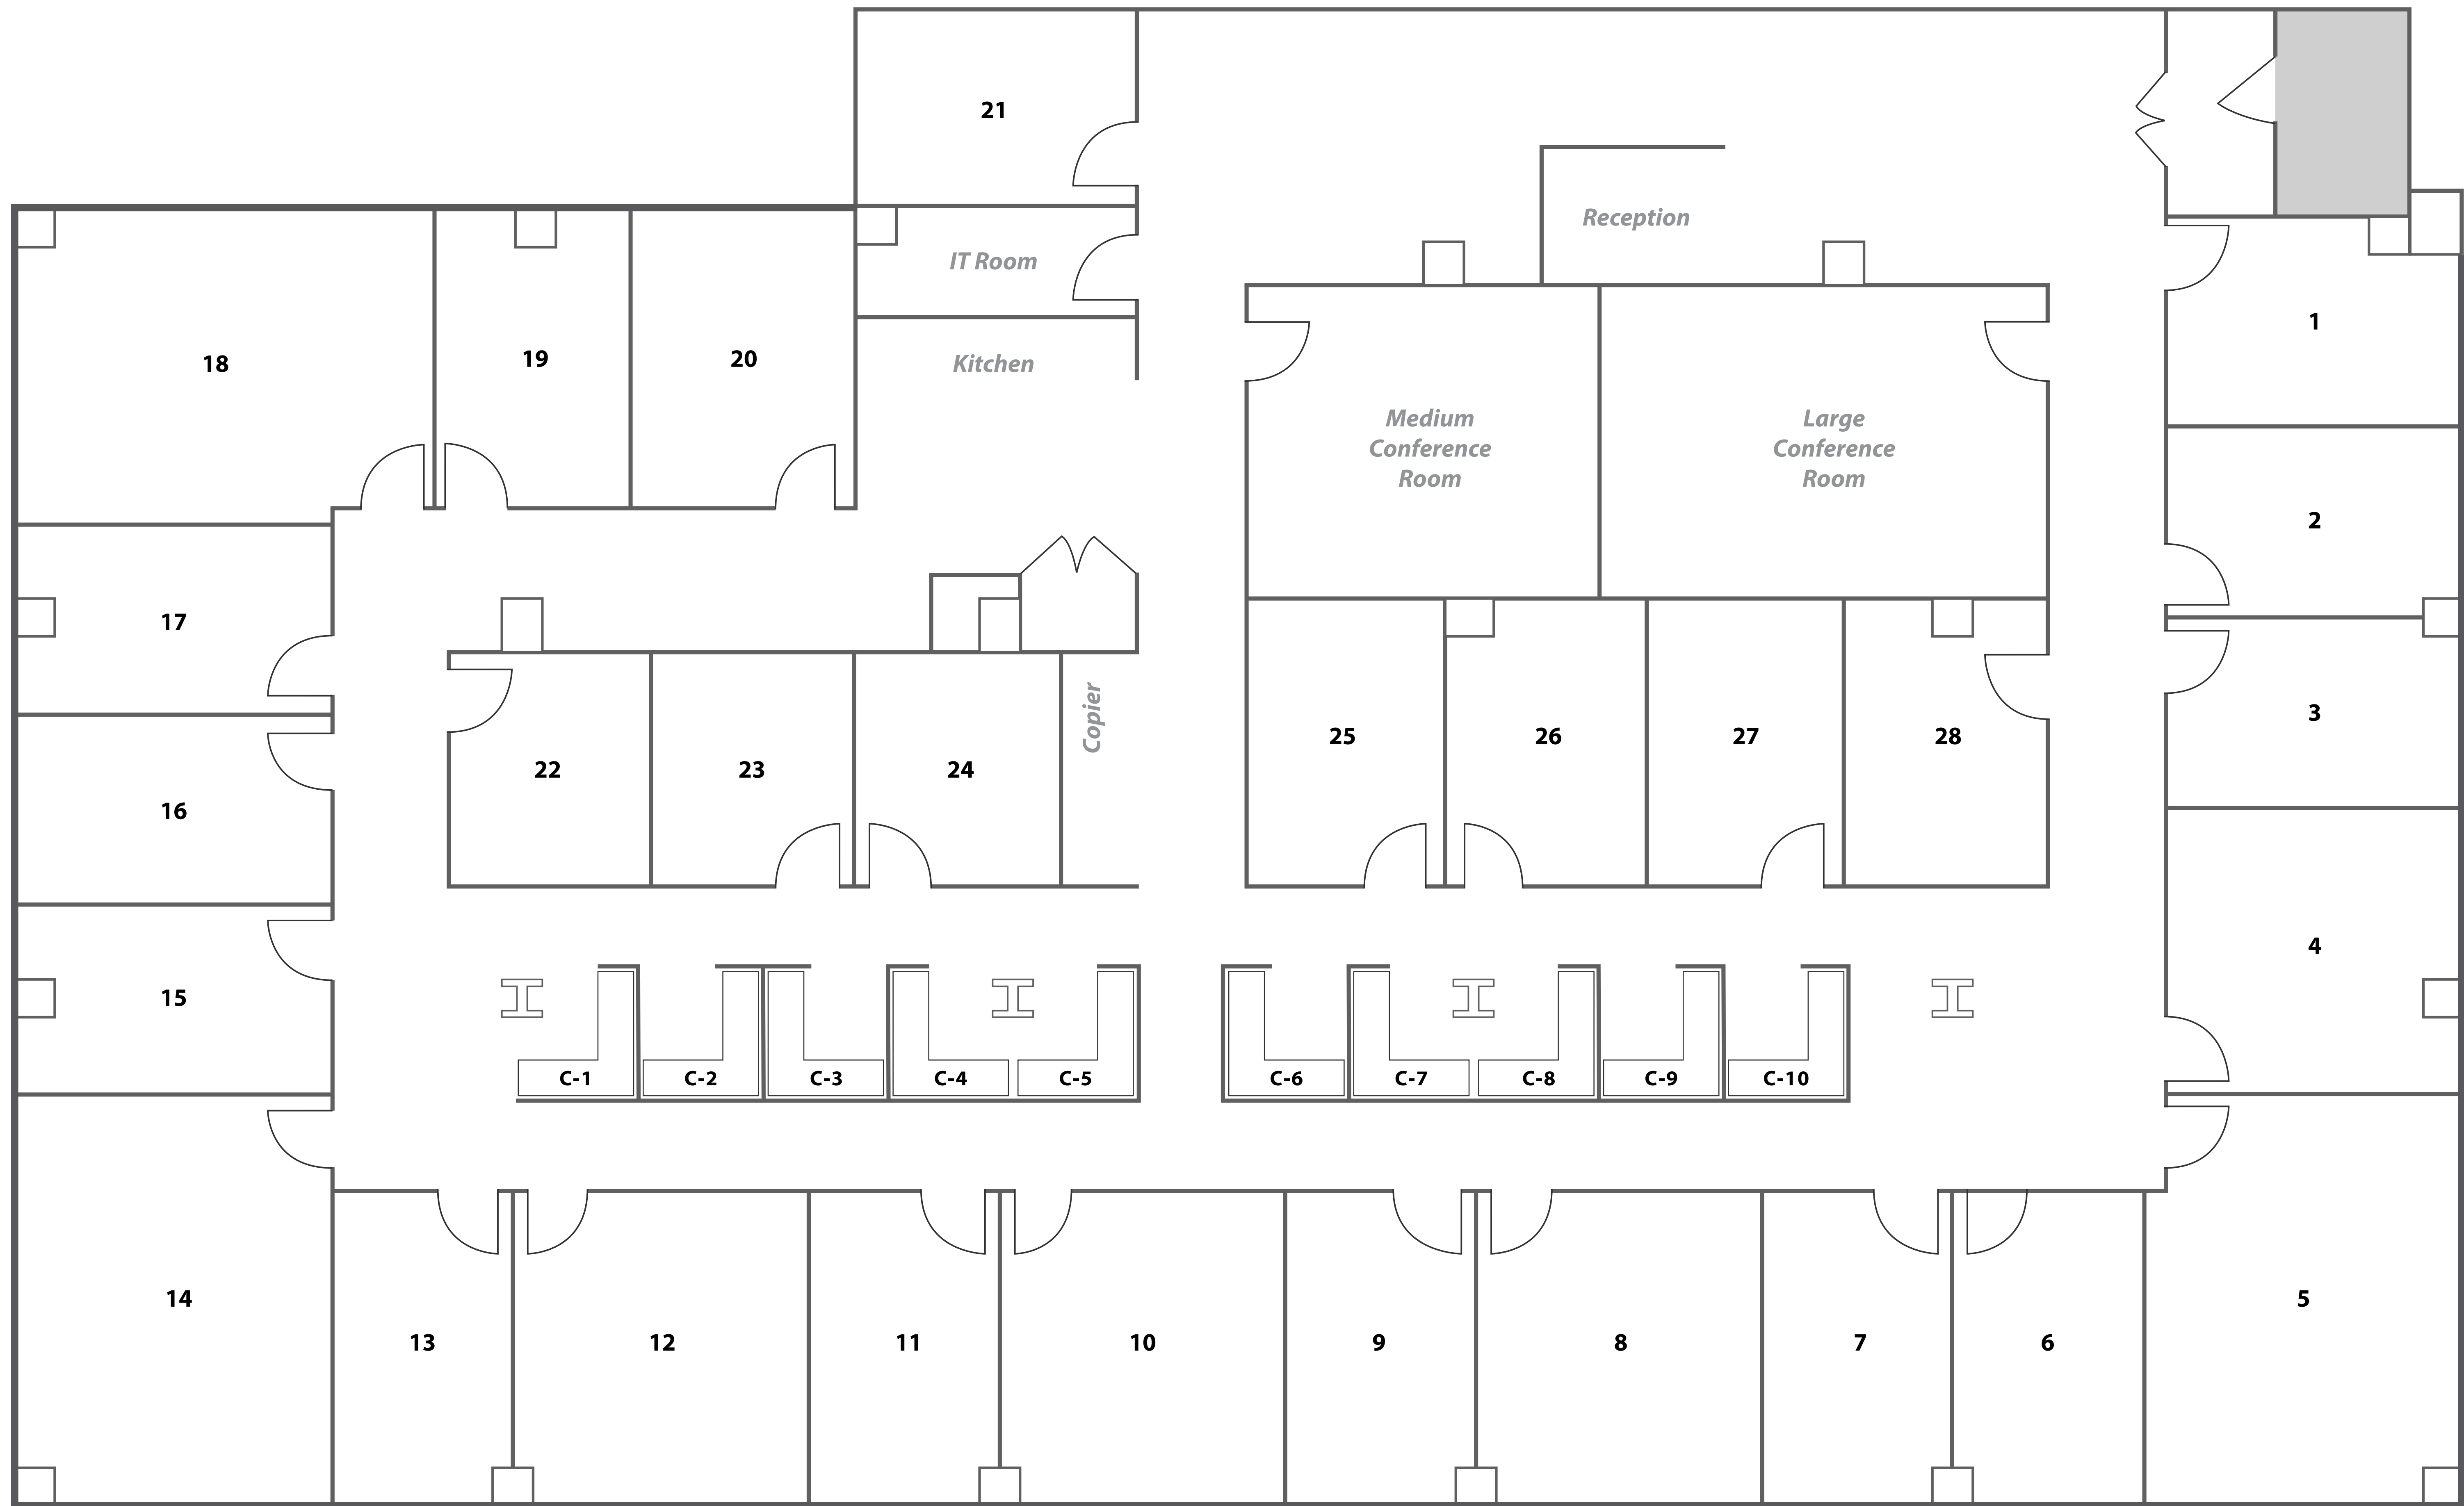 21
Reception
IT Room
1
18
19
20
Kitchen
Medium
Conference
Room
Large
Conference
Room
2
17
3
Copier
25
26
27
28
22
23
24
16
4
15
C-1
C-2
C-3
C-4
C-5
C-6
C-7
C-8
C-9
C-10
14
5
13
12
11
10
9
8
7
6